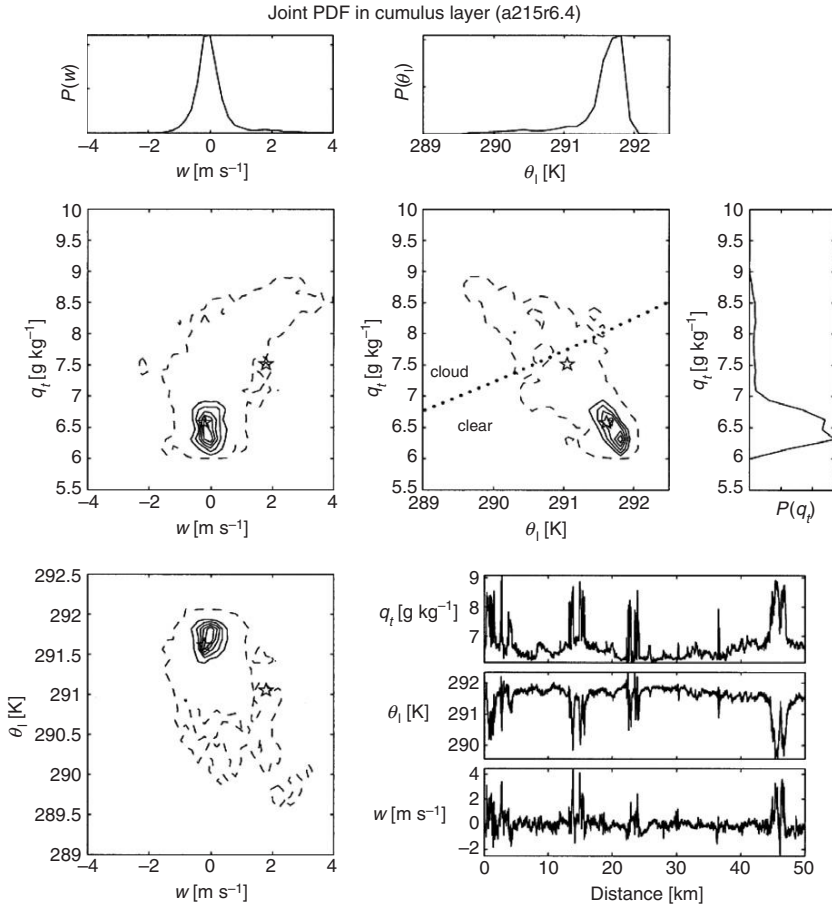 Joint PDF in cumulus layer (a215r6.4)
P(w)
−4 −2 0 2 4
w [m s⁻¹]
P(θₗ)
289 290 291 292
θₗ [K]
10
9.5
9
8.5
8
7.5
7
6.5
6
5.5
qₜ [g kg⁻¹]
−4 −2 0 2 4
w [m s⁻¹]
10
9.5
9
8.5
8
7.5
7
6.5
6
5.5
qₜ [g kg⁻¹]
cloud
clear
289 290 291 292
θₗ [K]
10
9.5
9
8.5
8
7.5
7
6.5
6
5.5
qₜ [g kg⁻¹]
P(qₜ)
292.5
292
291.5
291
290.5
290
289.5
289
θₗ [K]
−4 −2 0 2 4
w [m s⁻¹]
qₜ [g kg⁻¹]
9
8
7
6
θₗ [K]
292
291
290
w [m s⁻¹]
4
2
0
−2
0 10 20 30 40 50
Distance [km]